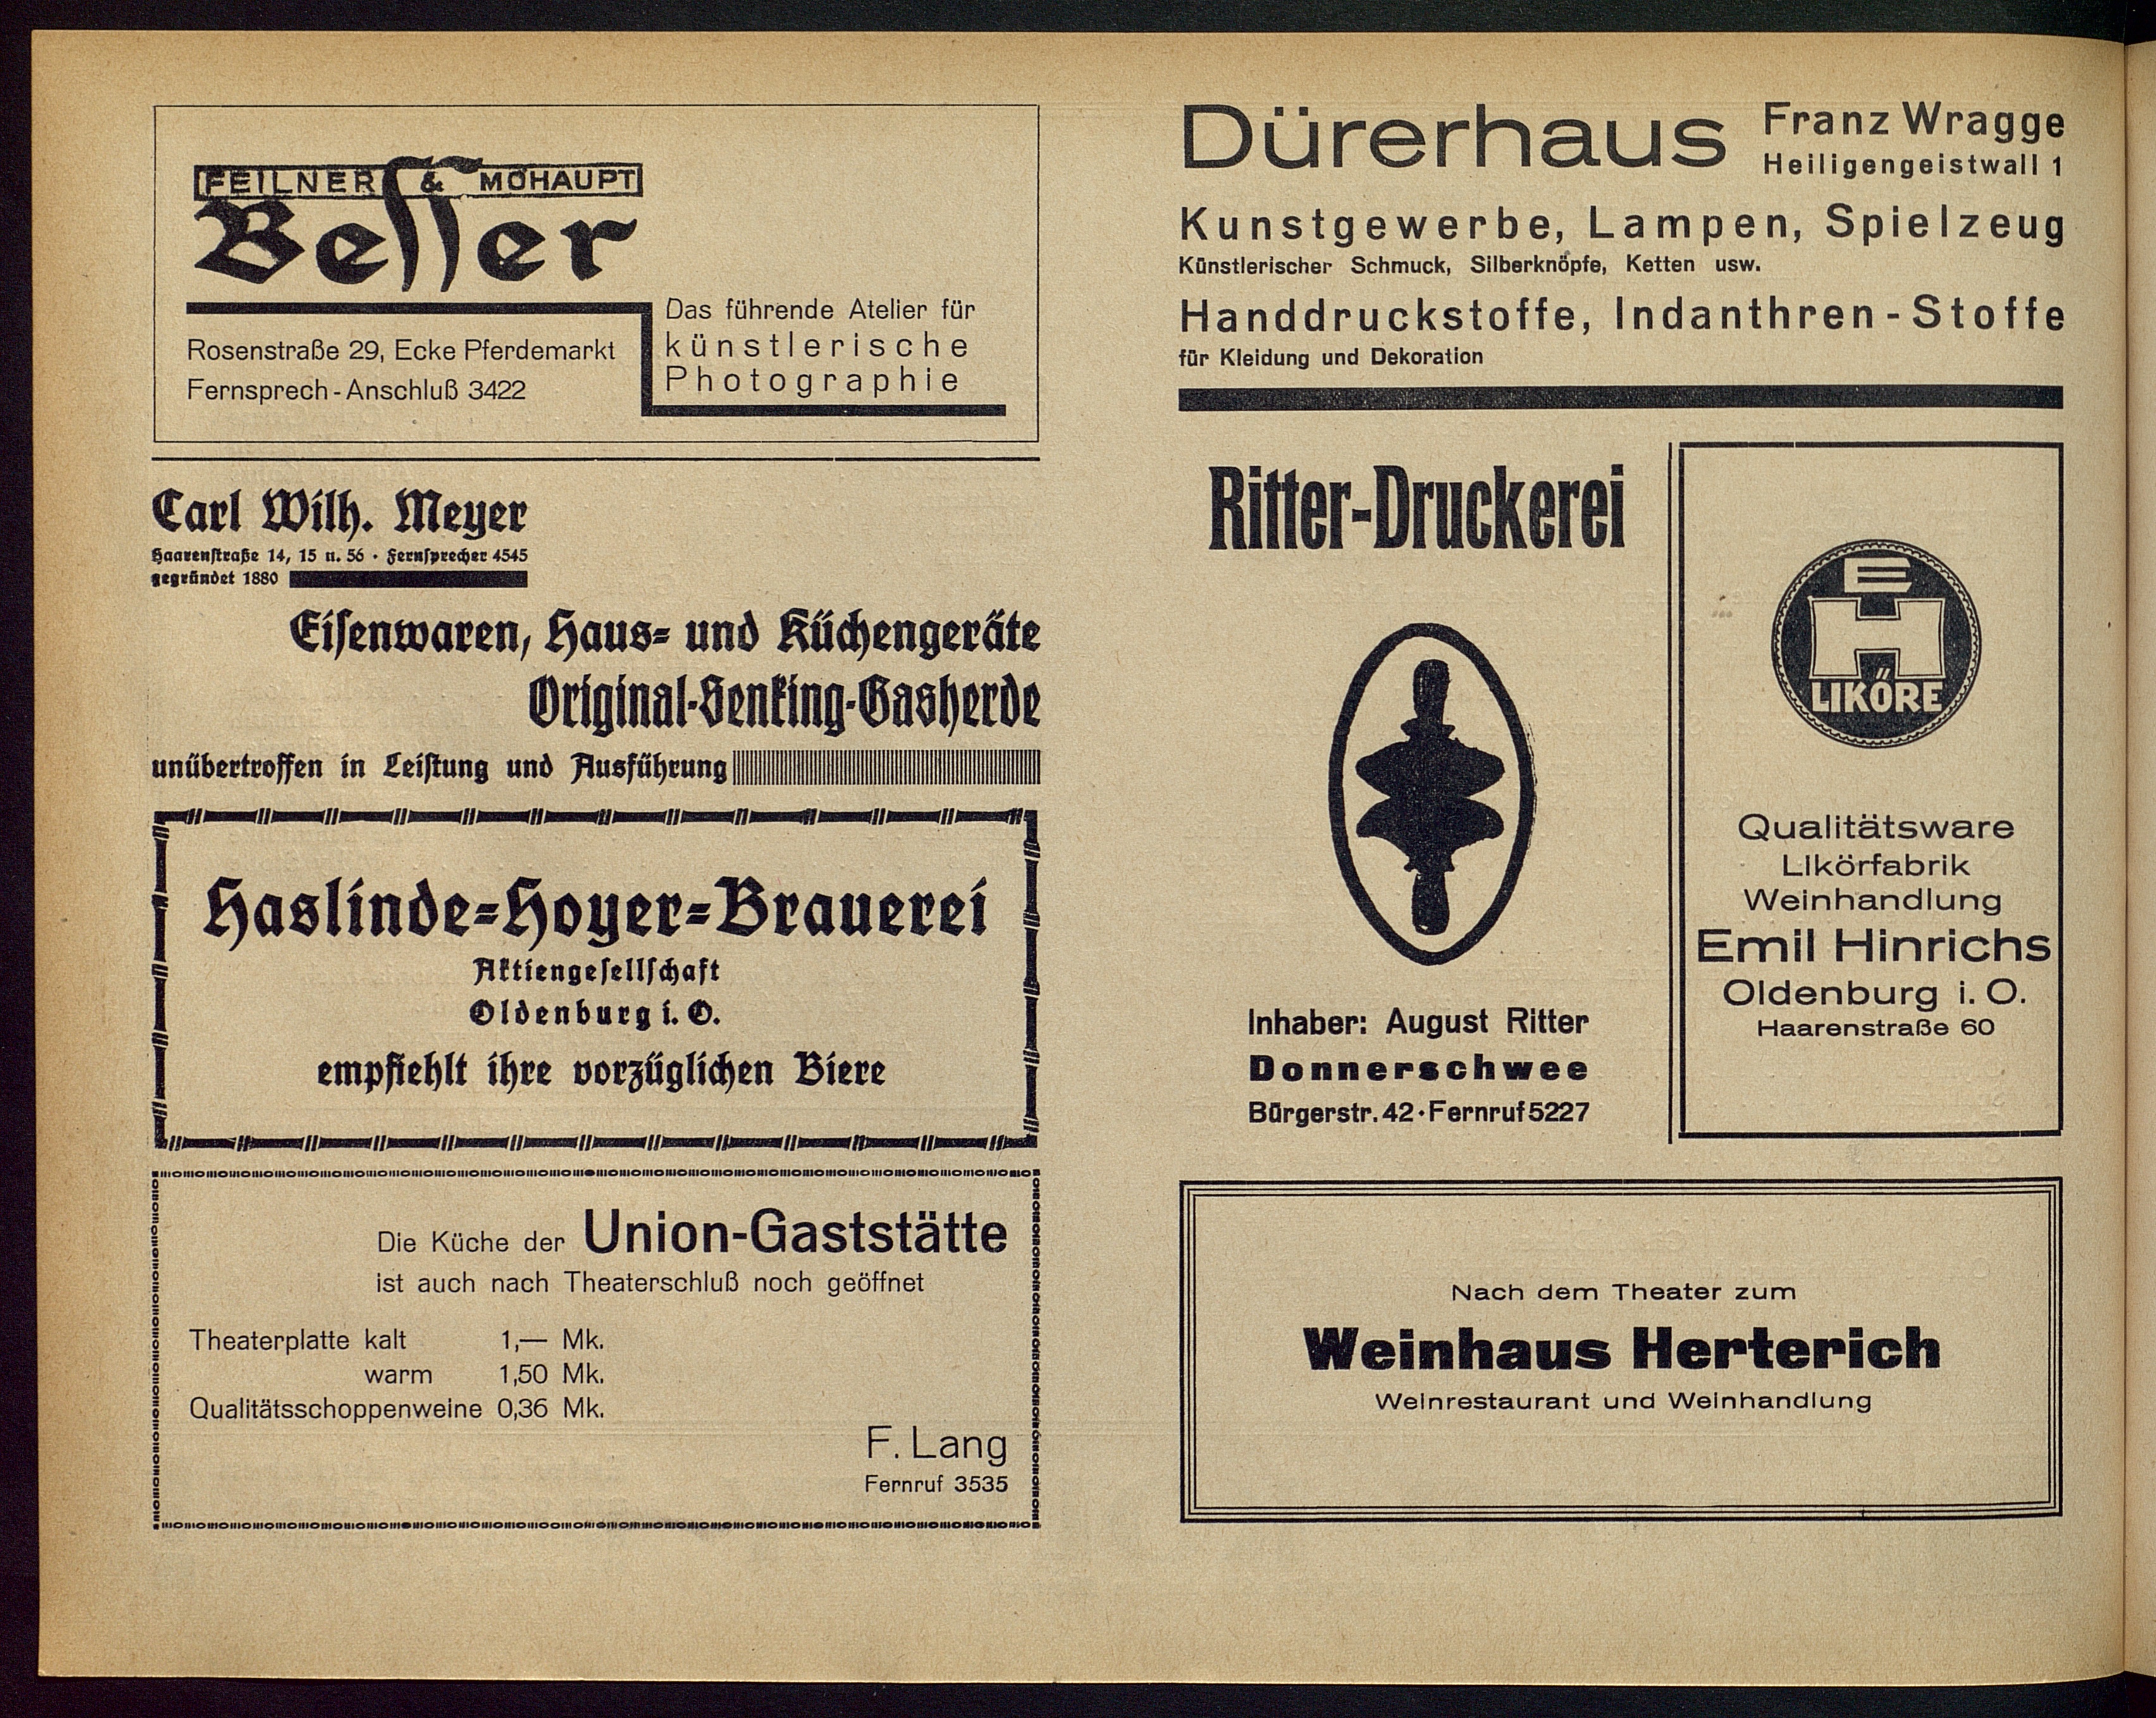 FEILNER & MOHAUPT
Besser
Das führende Atelier für
künstlerische
Photographie
Rosenstraße 29, Ecke Pferdemarkt
Fernsprech-Anschluß 3422
Carl Wilh. Meyer
Haarenstraße 14, 15 u. 56 · Fernsprecher 4545
gegründet 1880
Eisenwaren, Haus- und Küchengeräte
Original-Senking-Gasherde
unübertroffen in Leistung und Ausführung
Haslinde-Hoyer-Brauerei
Aktiengesellschaft
Oldenburg i. O.
empfiehlt ihre vorzüglichen Biere
Die Küche der Union-Gaststätte
ist auch nach Theaterschluß noch geöffnet
Theaterplatte kalt 1,— Mk.
warm 1,50 Mk.
Qualitätsschoppenweine 0,36 Mk.
F. Lang
Fernruf 3535
Dürerhaus Franz Wragge
Heiligengeistwall 1
Kunstgewerbe, Lampen, Spielzeug
Künstlerischer Schmuck, Silberknöpfe, Ketten usw.
Handdruckstoffe, Indanthren-Stoffe
für Kleidung und Dekoration
Ritter-Druckerei
Inhaber: August Ritter
Donnerschwee
Bürgerstr. 42 · Fernruf 5227
E
H
LIKÖRE
Qualitätsware
Likörfabrik
Weinhandlung
Emil Hinrichs
Oldenburg i. O.
Haarenstraße 60
Nach dem Theater zum
Weinhaus Herterich
Weinrestaurant und Weinhandlung